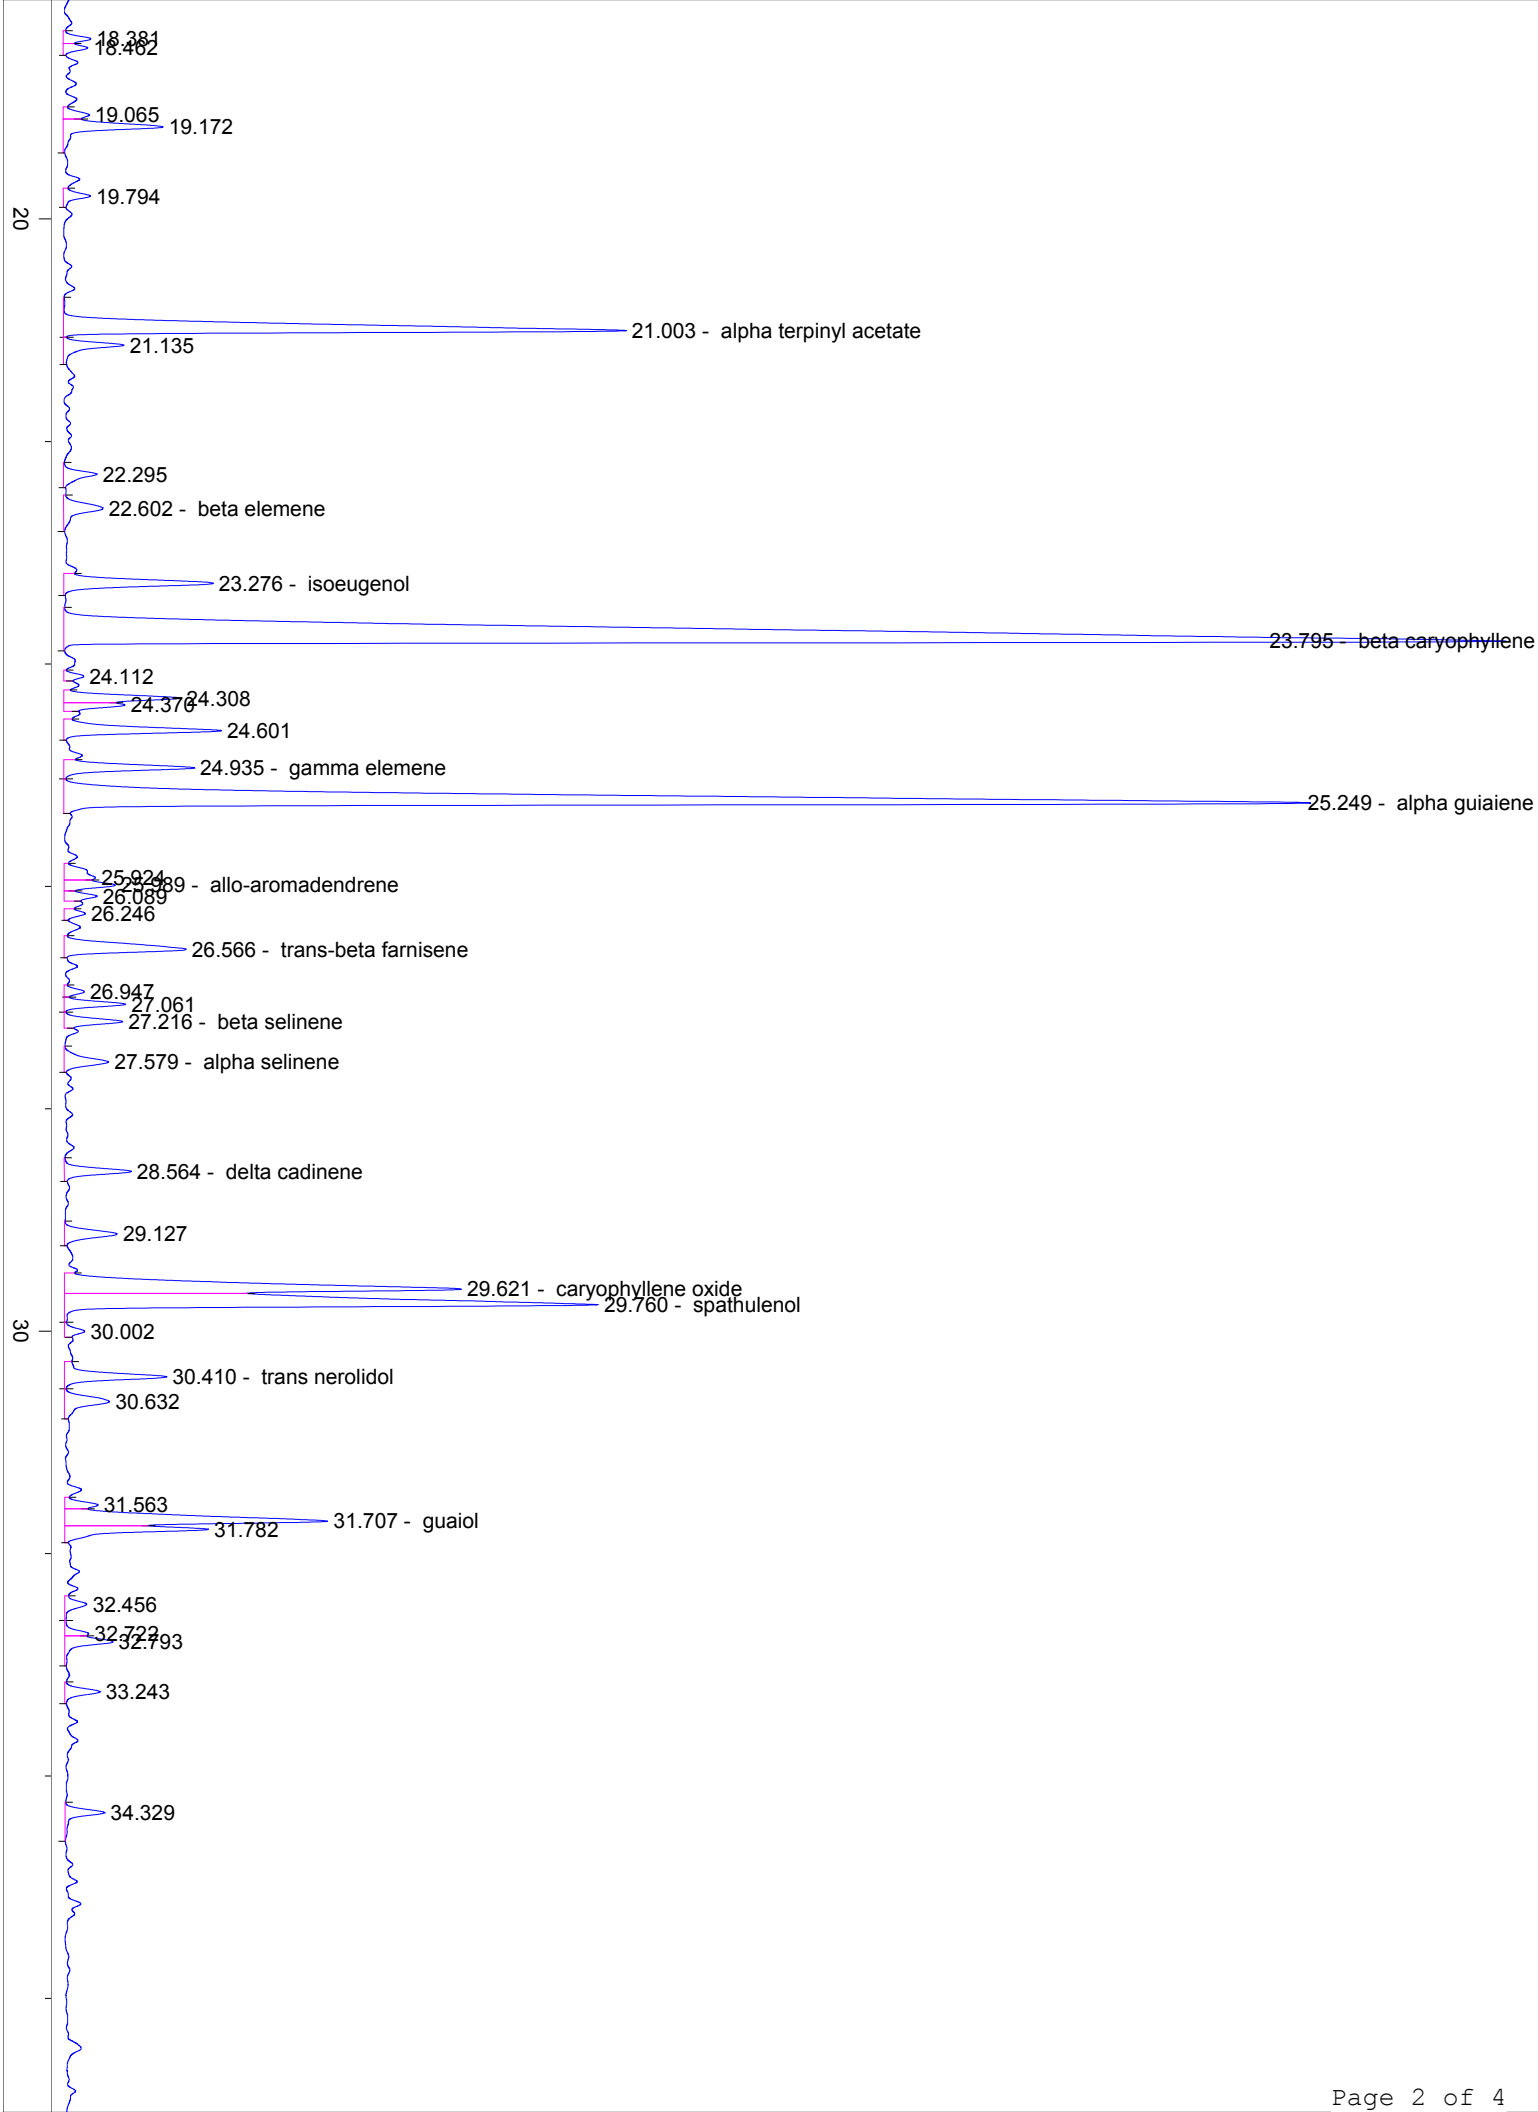 18.381
18.462
19.065
19.172
19.794
20
21.003 - alpha terpinyl acetate
21.135
22.295
22.602 - beta elemene
23.276 - isoeugenol
23.795 - beta caryophyllene
24.112
24.308
24.370
24.601
24.935 - gamma elemene
25.249 - alpha guiaiene
25.924
25.989 - allo-aromadendrene
26.089
26.246
26.566 - trans-beta farnisene
26.947
27.061
27.216 - beta selinene
27.579 - alpha selinene
28.564 - delta cadinene
29.127
29.621 - caryophyllene oxide
29.760 - spathulenol
30
30.002
30.410 - trans nerolidol
30.632
31.563
31.707 - guaiol
31.782
32.456
32.722
32.793
33.243
34.329
Page 2 of 4